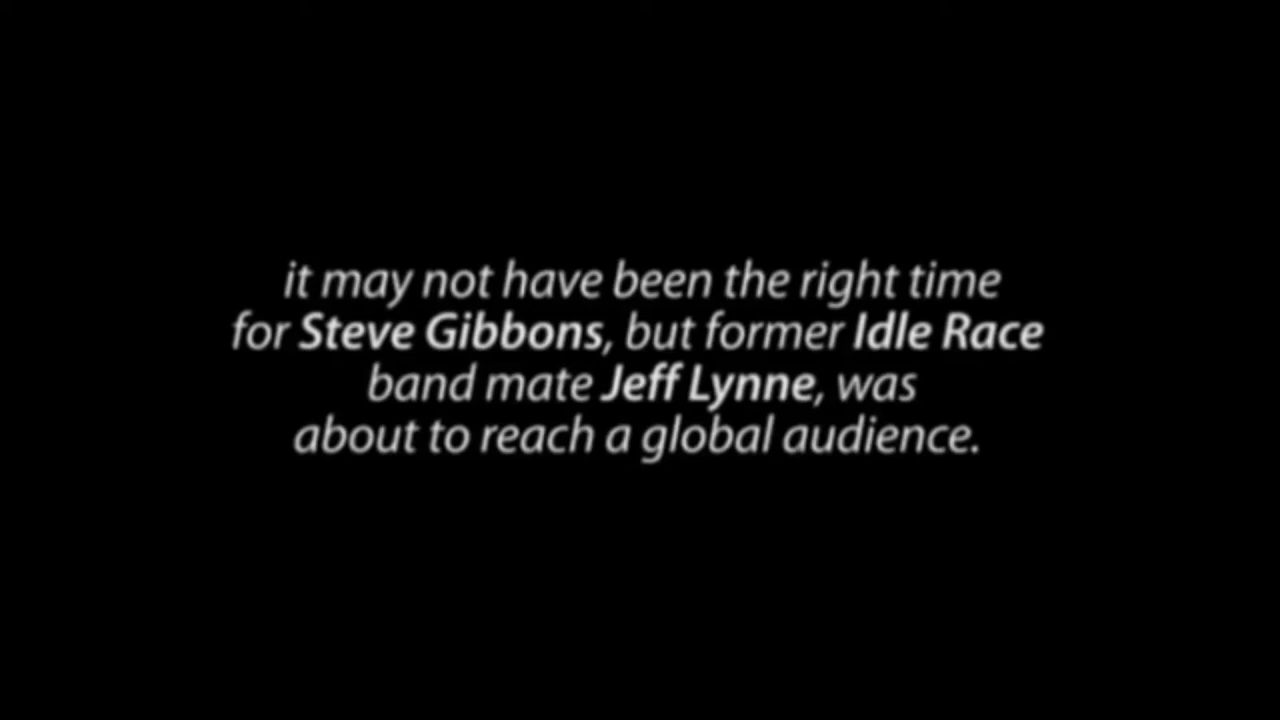 it may not have been the right time
for Steve Gibbons, but former Idle Race
band mate Jeff Lynne, was
about to reach a global audience.